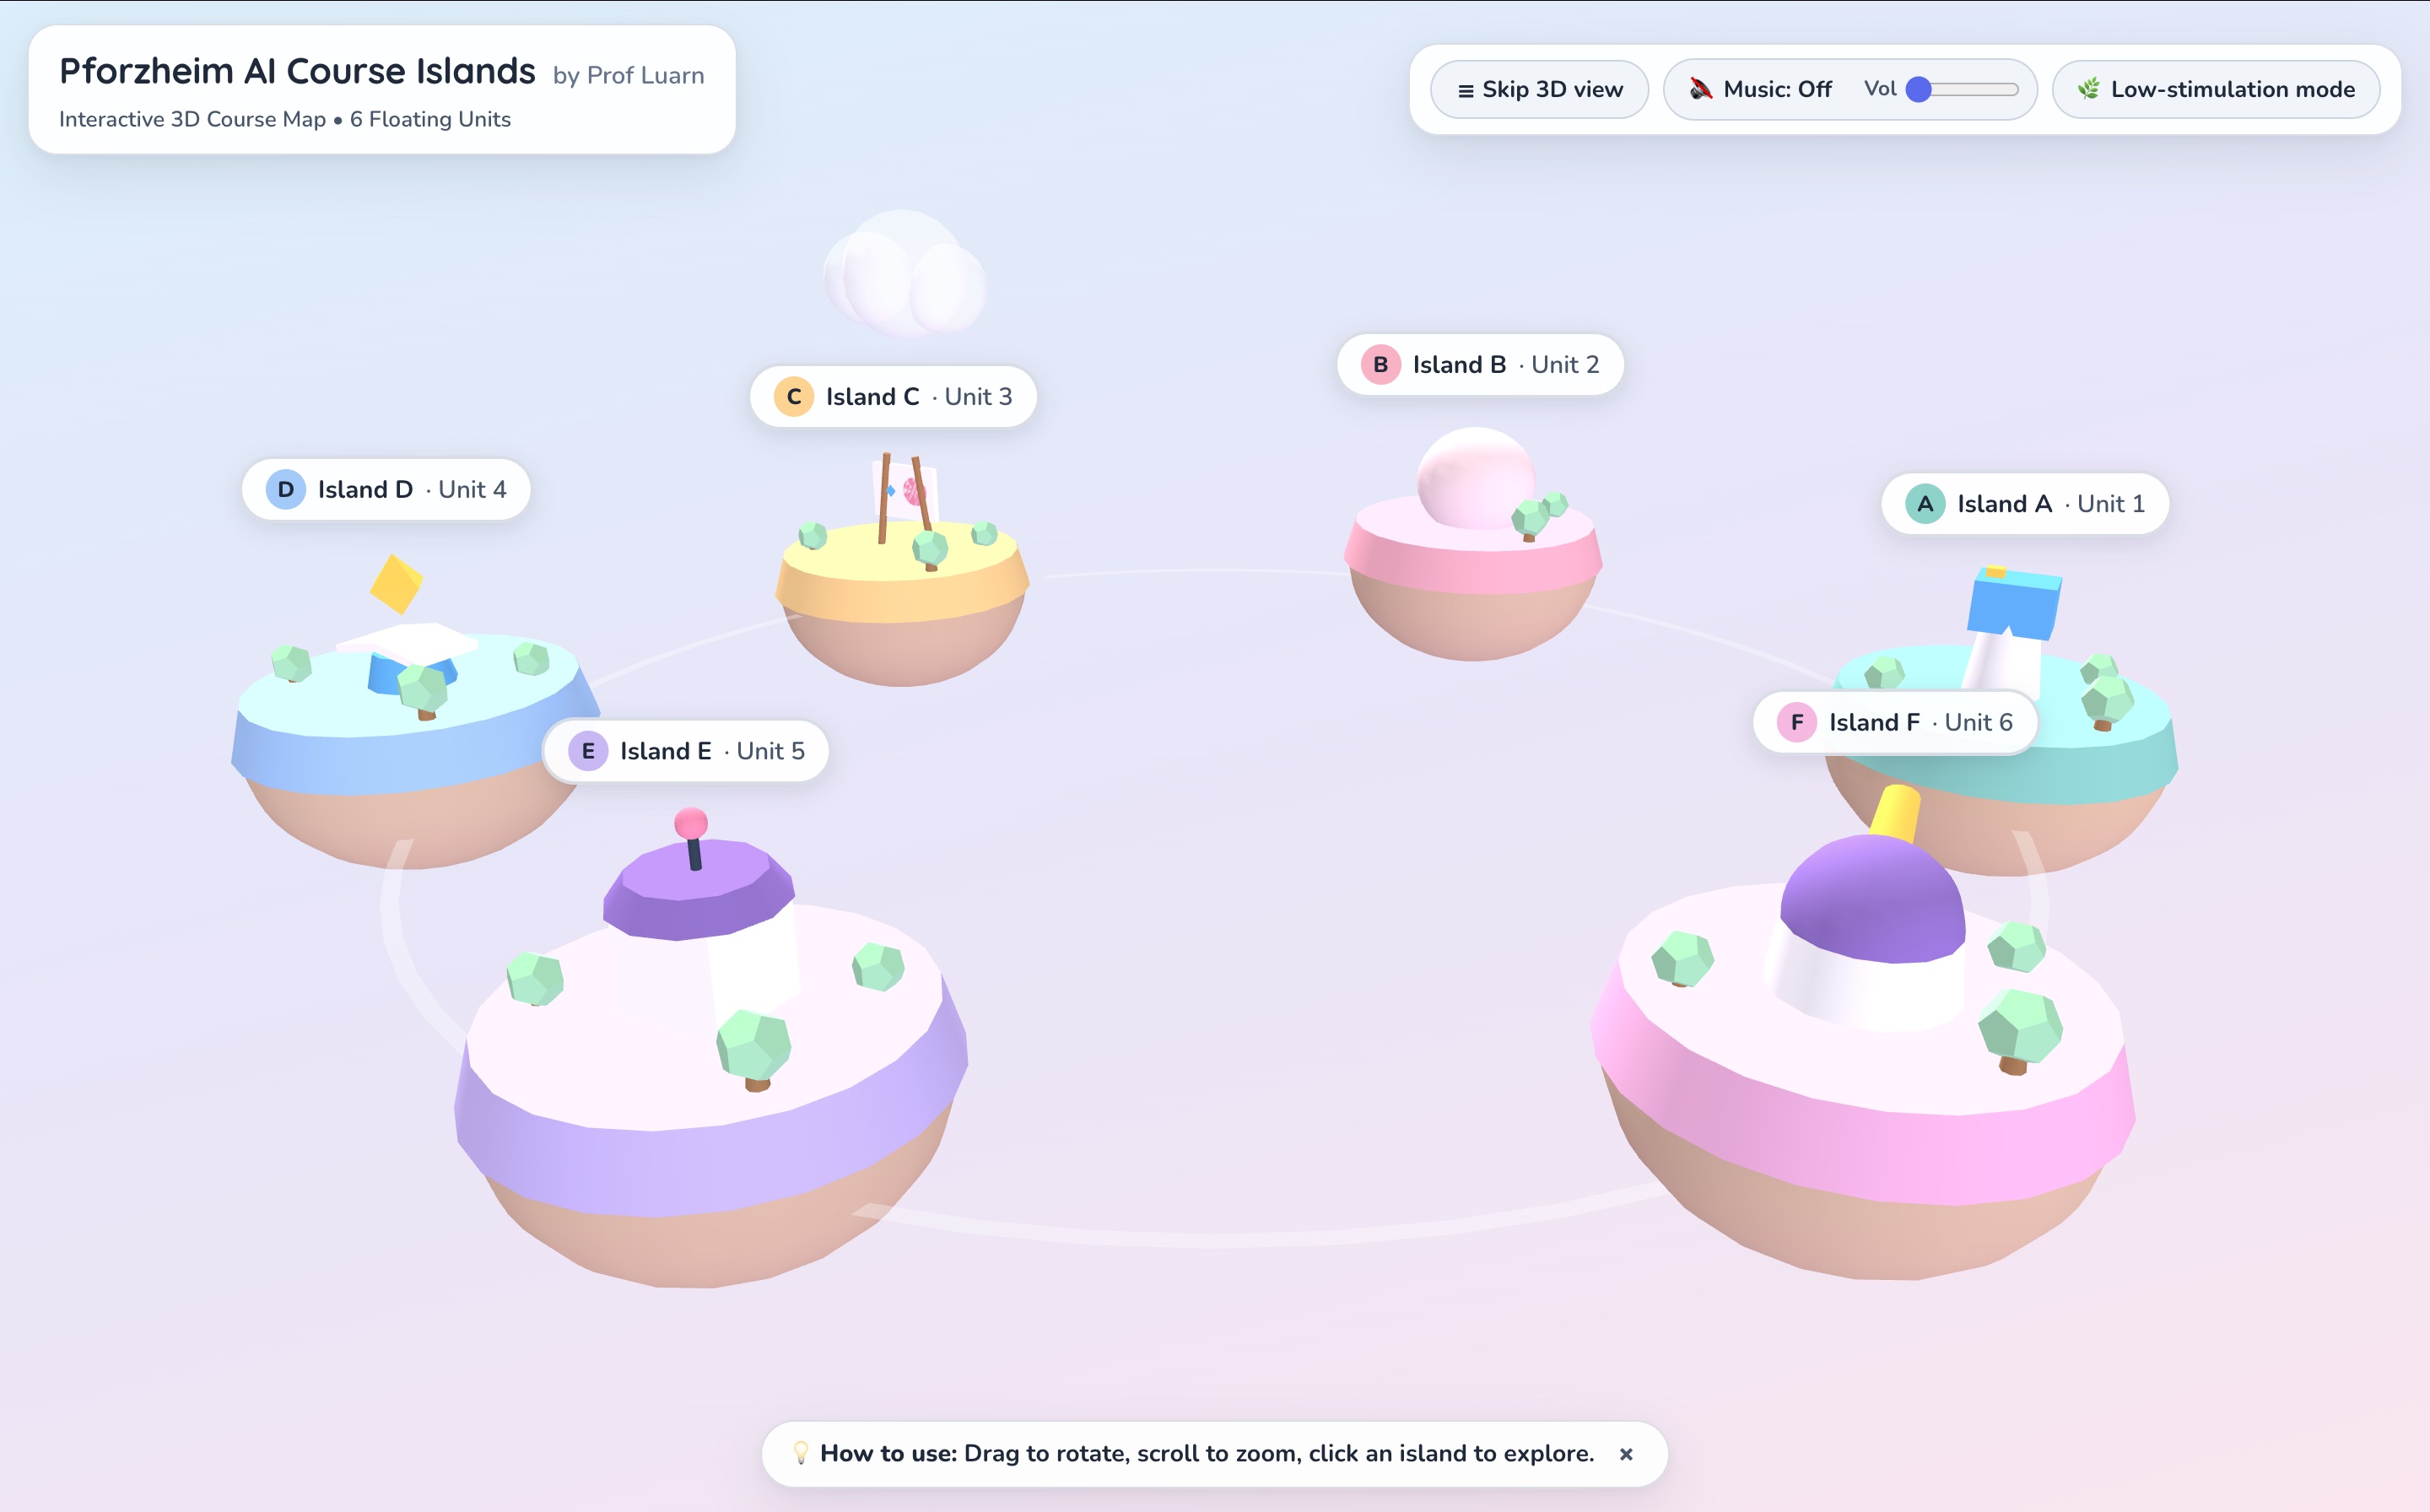 Pforzheim AI Course Islands by Prof Luarn
Interactive 3D Course Map • 6 Floating Units
≡ Skip 3D view
Music: Off
Vol
Low-stimulation mode
B Island B · Unit 2
C Island C · Unit 3
D Island D · Unit 4
A Island A · Unit 1
F Island F · Unit 6
E Island E · Unit 5
How to use: Drag to rotate, scroll to zoom, click an island to explore. ×